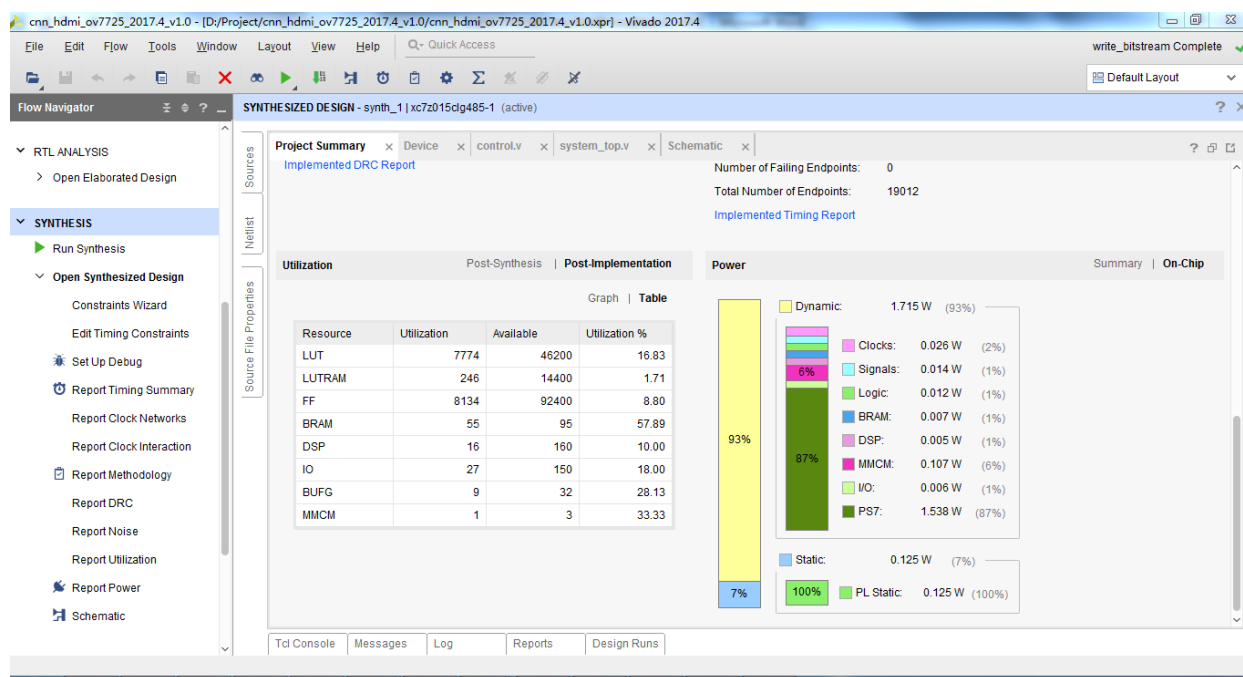 cnn_hdmi_ov7725_2017.4_v1.0 - [D:/Project/cnn_hdmi_ov7725_2017.4_v1.0/cnn_hdmi_ov7725_2017.4_v1.0.xpr] - Vivado 2017.4
File Edit Flow Tools Window Layout View Help Quick Access write_bitstream Complete
Default Layout
Flow Navigator
SYNTHESIZED DESIGN - synth_1 | xc7z015clg485-1 (active)
RTL ANALYSIS
Open Elaborated Design
SYNTHESIS
Run Synthesis
Open Synthesized Design
Constraints Wizard
Edit Timing Constraints
Set Up Debug
Report Timing Summary
Report Clock Networks
Report Clock Interaction
Report Methodology
Report DRC
Report Noise
Report Utilization
Report Power
Schematic
Sources
Netlist
Source File Properties
Project Summary Device control.v system_top.v Schematic
Implemented DRC Report
Number of Failing Endpoints: 0
Total Number of Endpoints: 19012
Implemented Timing Report
Utilization Post-Synthesis | Post-Implementation
Graph | Table
Resource Utilization Available Utilization %
LUT 7774 46200 16.83
LUTRAM 246 14400 1.71
FF 8134 92400 8.80
BRAM 55 95 57.89
DSP 16 160 10.00
IO 27 150 18.00
BUFG 9 32 28.13
MMCM 1 3 33.33
Power Summary | On-Chip
93%
7%
Dynamic: 1.715 W (93%)
6%
87%
Clocks: 0.026 W (2%)
Signals: 0.014 W (1%)
Logic: 0.012 W (1%)
BRAM: 0.007 W (1%)
DSP: 0.005 W (1%)
MMCM: 0.107 W (6%)
I/O: 0.006 W (1%)
PS7: 1.538 W (87%)
Static: 0.125 W (7%)
100% PL Static: 0.125 W (100%)
Tcl Console Messages Log Reports Design Runs